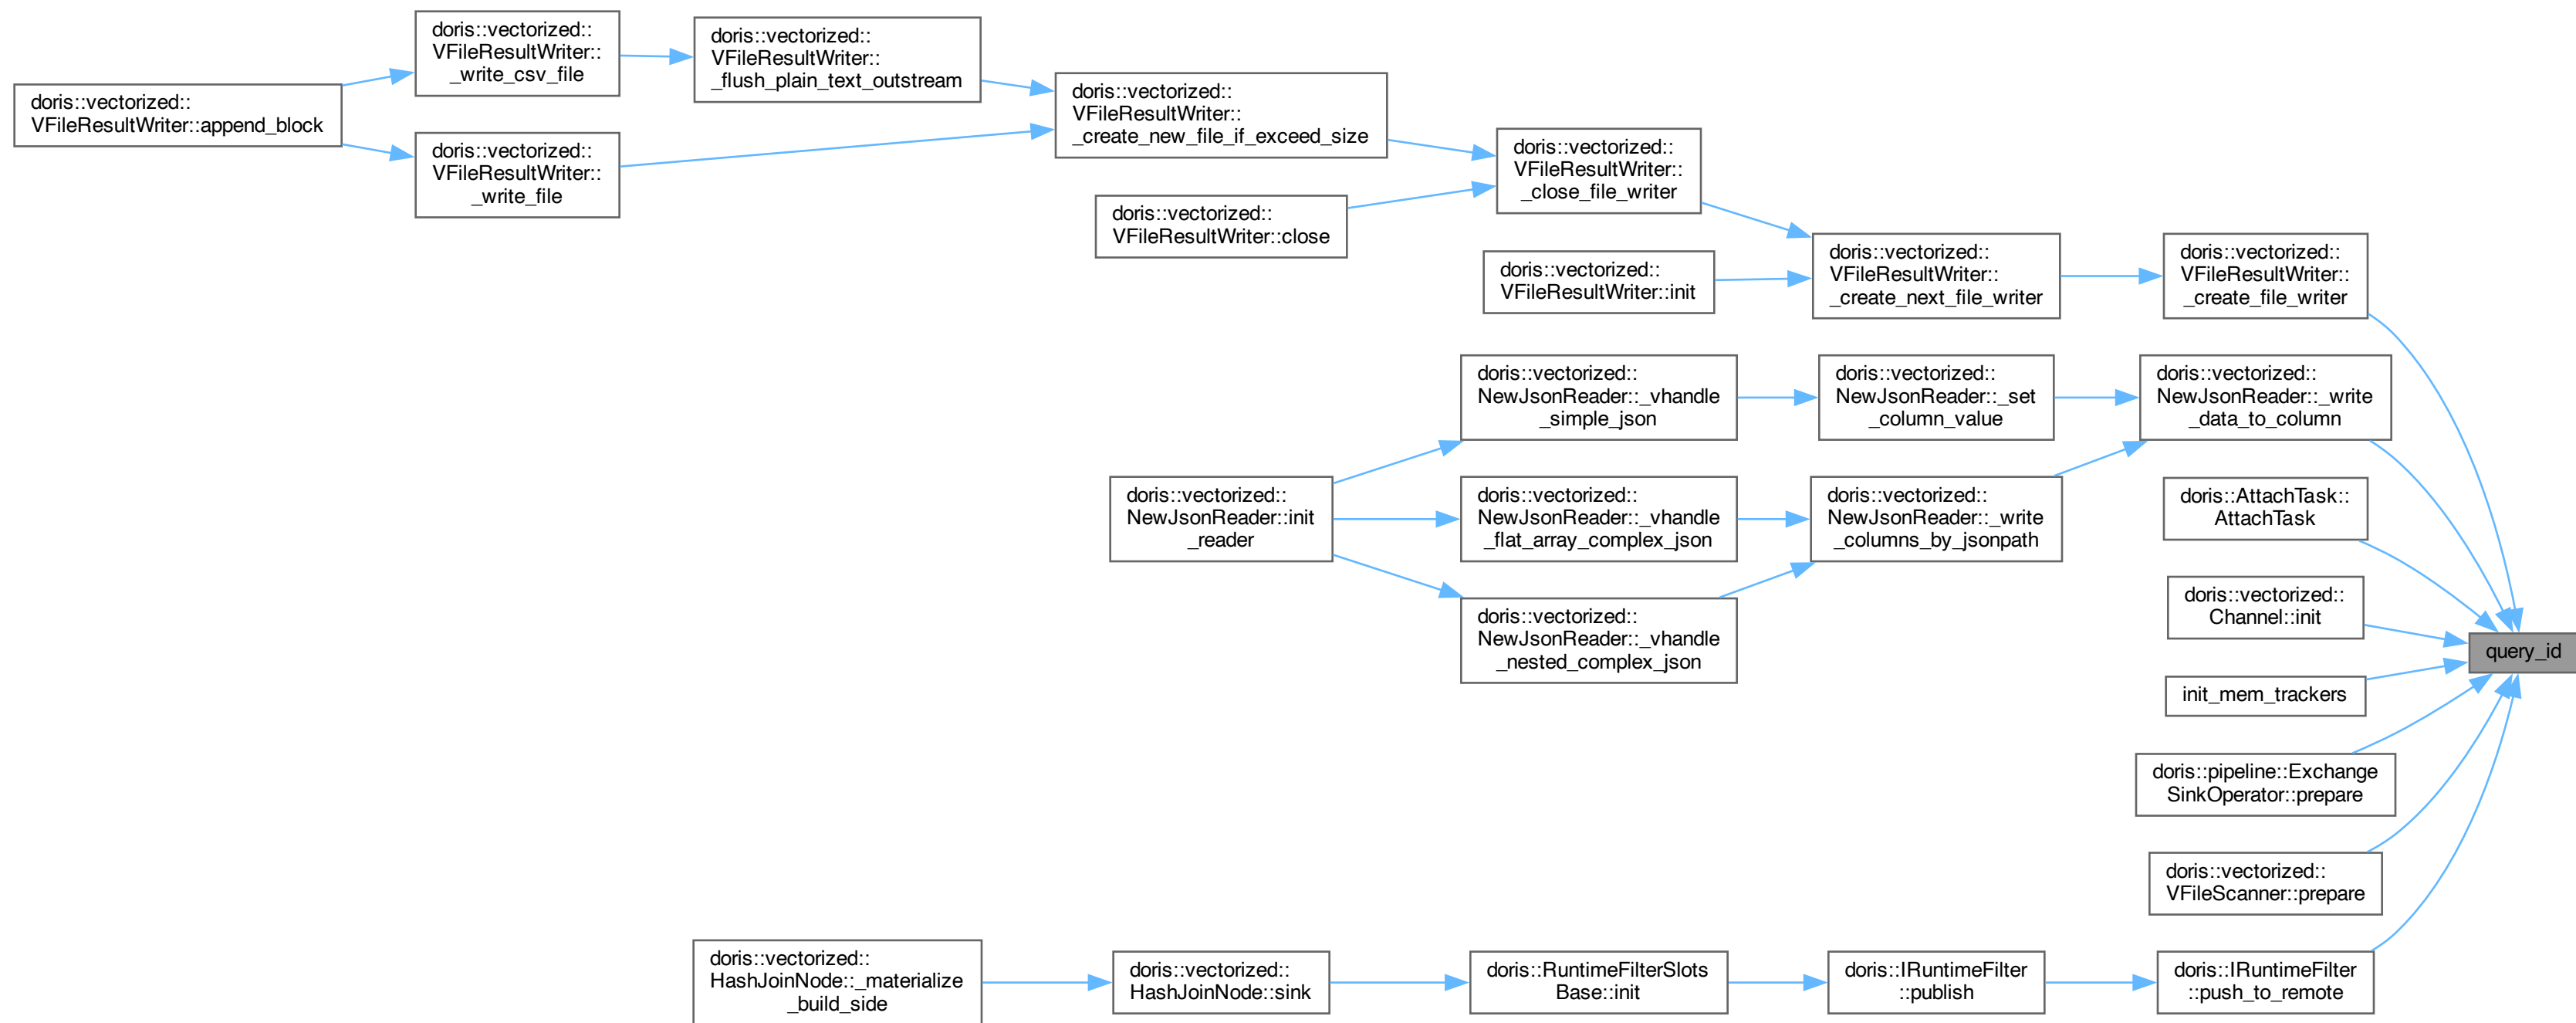 doris::vectorized::
VFileResultWriter::append_block
doris::vectorized::
VFileResultWriter::
_write_csv_file
doris::vectorized::
VFileResultWriter::
_write_file
doris::vectorized::
VFileResultWriter::
_flush_plain_text_outstream
doris::vectorized::
VFileResultWriter::
_create_new_file_if_exceed_size
doris::vectorized::
VFileResultWriter::close
doris::vectorized::
VFileResultWriter::
_close_file_writer
doris::vectorized::
VFileResultWriter::init
doris::vectorized::
VFileResultWriter::
_create_next_file_writer
doris::vectorized::
VFileResultWriter::
_create_file_writer
doris::vectorized::
NewJsonReader::init
_reader
doris::vectorized::
NewJsonReader::_vhandle
_simple_json
doris::vectorized::
NewJsonReader::_vhandle
_flat_array_complex_json
doris::vectorized::
NewJsonReader::_vhandle
_nested_complex_json
doris::vectorized::
NewJsonReader::_set
_column_value
doris::vectorized::
NewJsonReader::_write
_columns_by_jsonpath
doris::vectorized::
NewJsonReader::_write
_data_to_column
doris::AttachTask::
AttachTask
doris::vectorized::
Channel::init
init_mem_trackers
doris::pipeline::Exchange
SinkOperator::prepare
doris::vectorized::
VFileScanner::prepare
query_id
doris::vectorized::
HashJoinNode::_materialize
_build_side
doris::vectorized::
HashJoinNode::sink
doris::RuntimeFilterSlots
Base::init
doris::IRuntimeFilter
::publish
doris::IRuntimeFilter
::push_to_remote